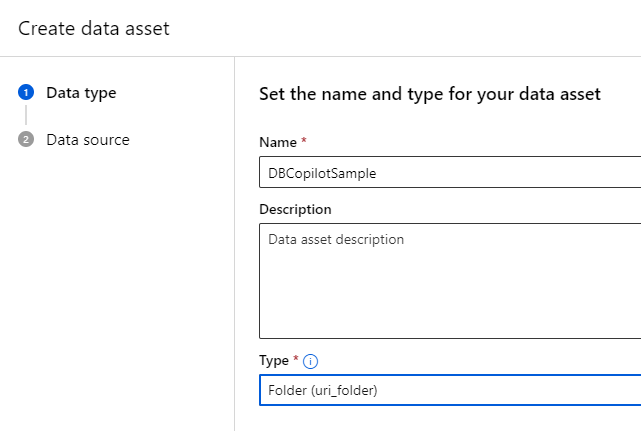 Create data asset
1 Data type
2 Data source
Set the name and type for your data asset
Name *
DBCopilotSample
Description
Data asset description
Type * i
Folder (uri_folder)